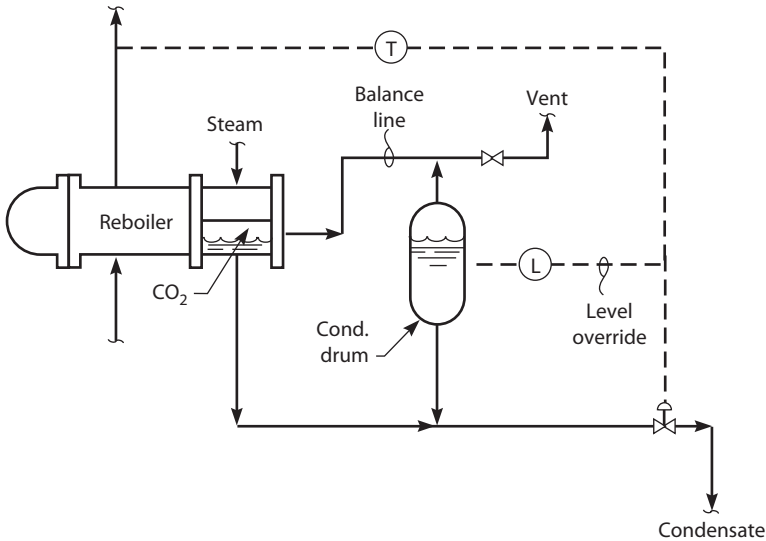 T
Balance
line
Vent
Steam
Reboiler
CO₂
L
Level
override
Cond.
drum
Condensate